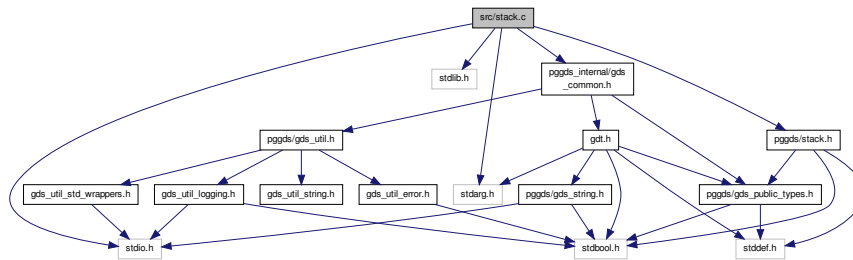 src/stack.c
stdlib.h
pggds_internal/gds
_common.h
pggds/gds_util.h
gdt.h
pggds/stack.h
gds_util_std_wrappers.h
gds_util_logging.h
gds_util_string.h
gds_util_error.h
stdarg.h
pggds/gds_string.h
pggds/gds_public_types.h
stdio.h
stdbool.h
stddef.h